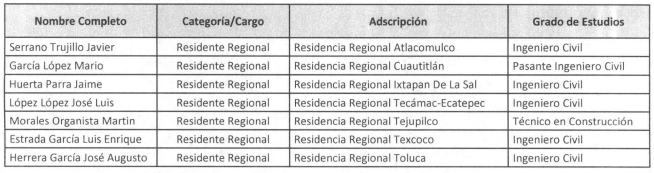 Nombre Completo Categoría/Cargo Adscripción Grado de Estudios
Serrano Trujillo Javier Residente Regional Residencia Regional Atlacomulco Ingeniero Civil
García López Mario Residente Regional Residencia Regional Cuautitlán Pasante Ingeniero Civil
Huerta Parra Jaime Residente Regional Residencia Regional Ixtapan De La Sal Ingeniero Civil
López López José Luis Residente Regional Residencia Regional Tecámac-Ecatepec Ingeniero Civil
Morales Organista Martin Residente Regional Residencia Regional Tejupilco Técnico en Construcción
Estrada García Luis Enrique Residente Regional Residencia Regional Texcoco Ingeniero Civil
Herrera García José Augusto Residente Regional Residencia Regional Toluca Ingeniero Civil